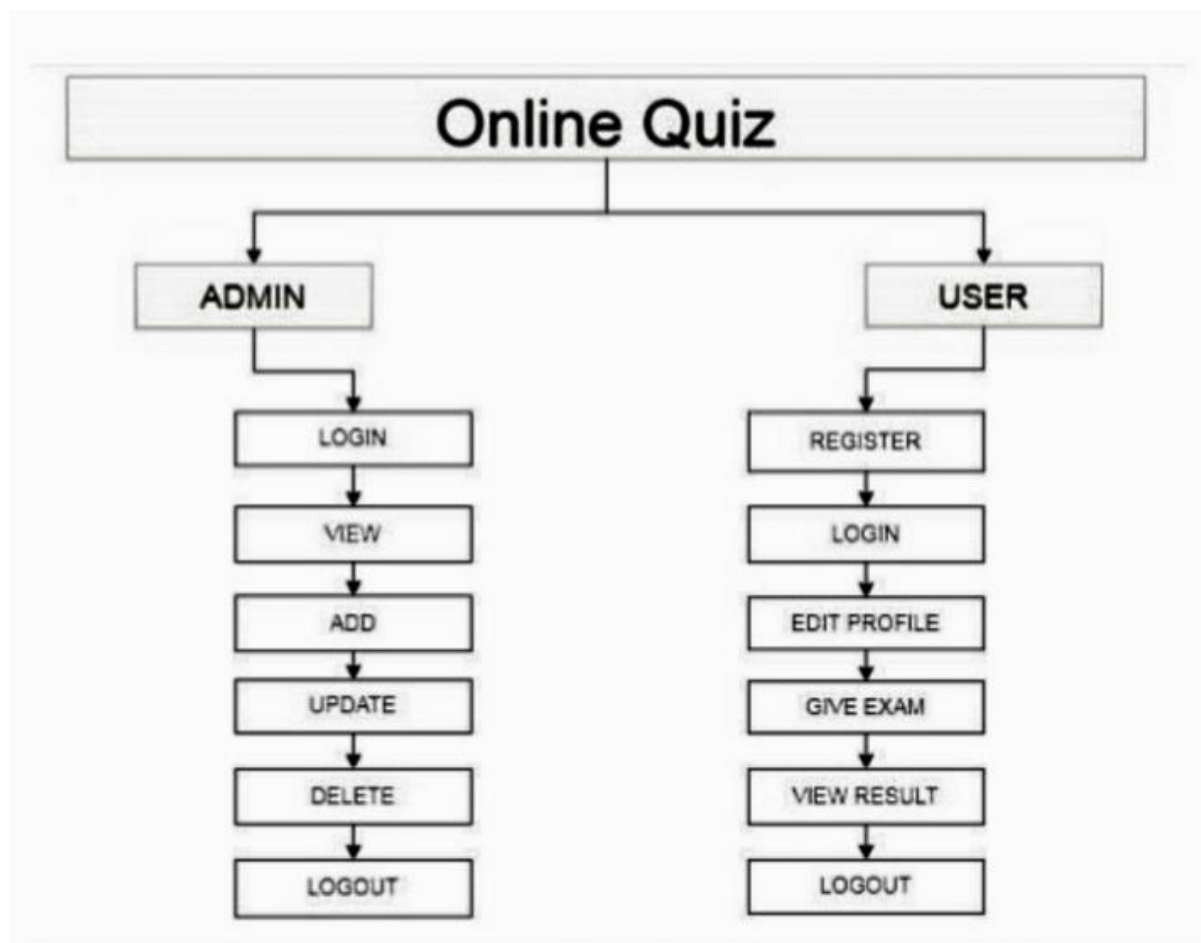 Online Quiz
ADMIN
USER
LOGIN
VIEW
ADD
UPDATE
DELETE
LOGOUT
REGISTER
LOGIN
EDIT PROFILE
GIVE EXAM
VIEW RESULT
LOGOUT